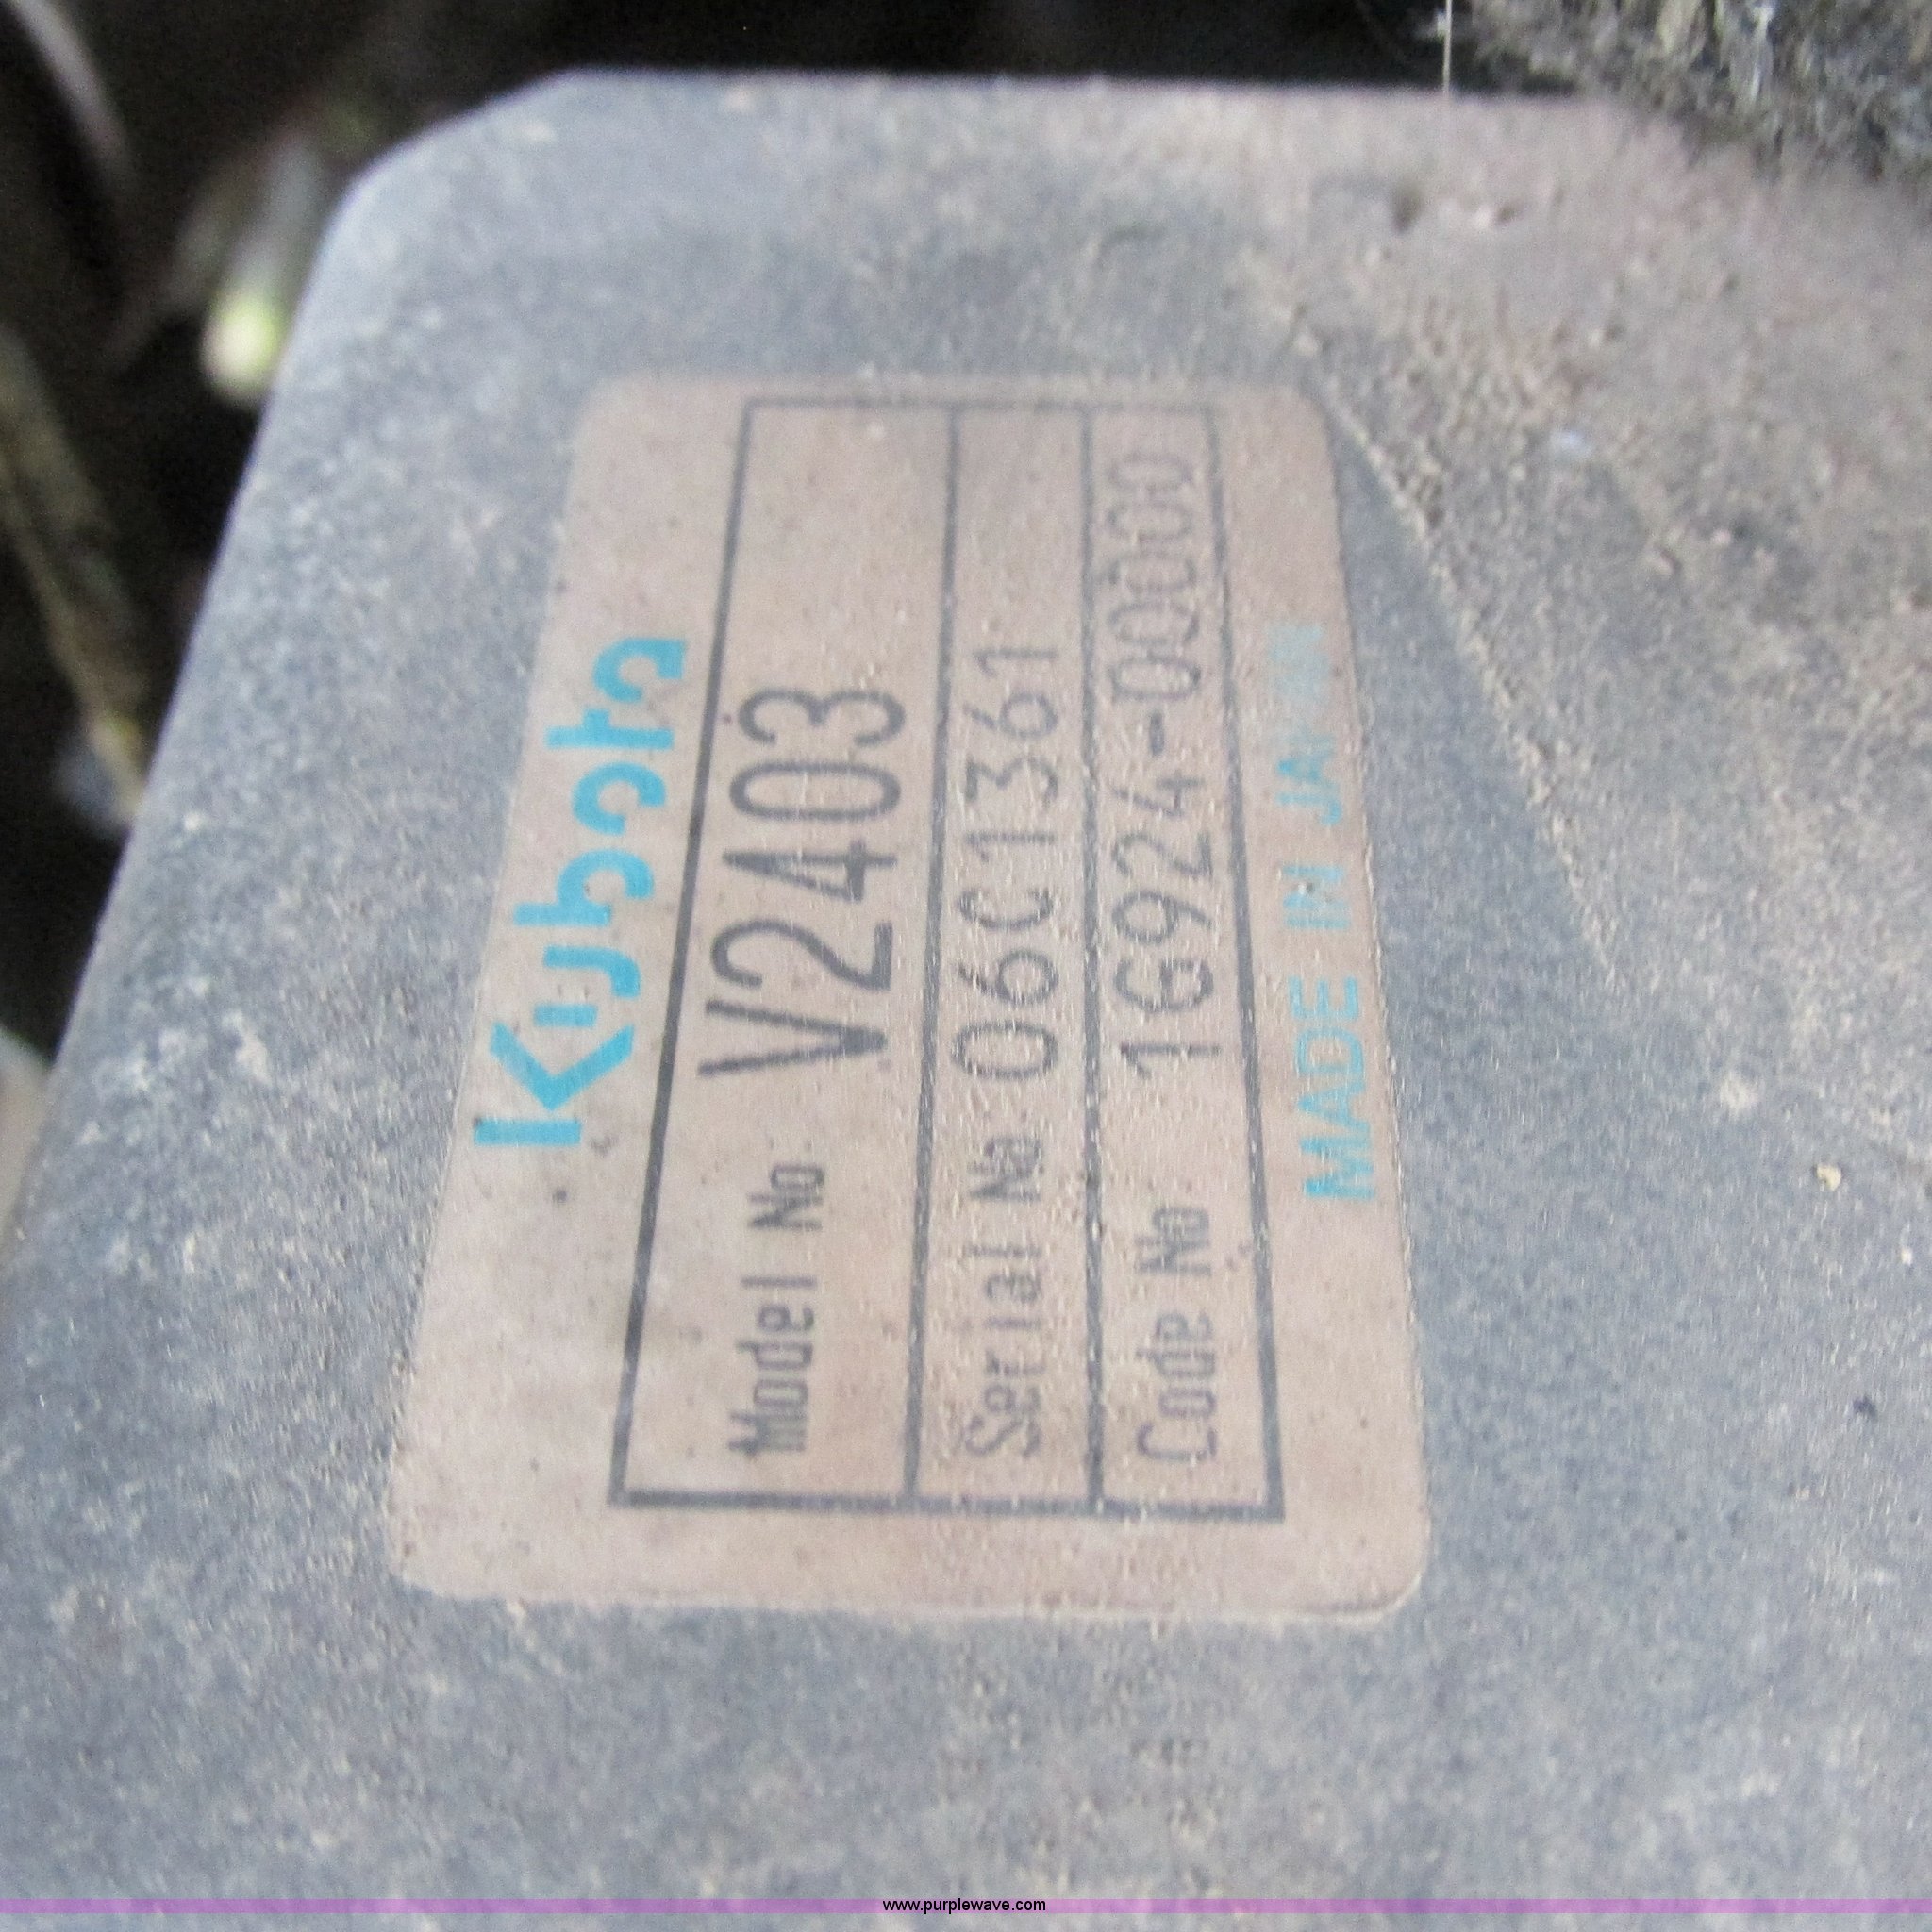 Kubota
Model No. V2403
Serial No. 06C1361
Code No. 1G924-00000
MADE IN JAPAN
www.purplewave.com